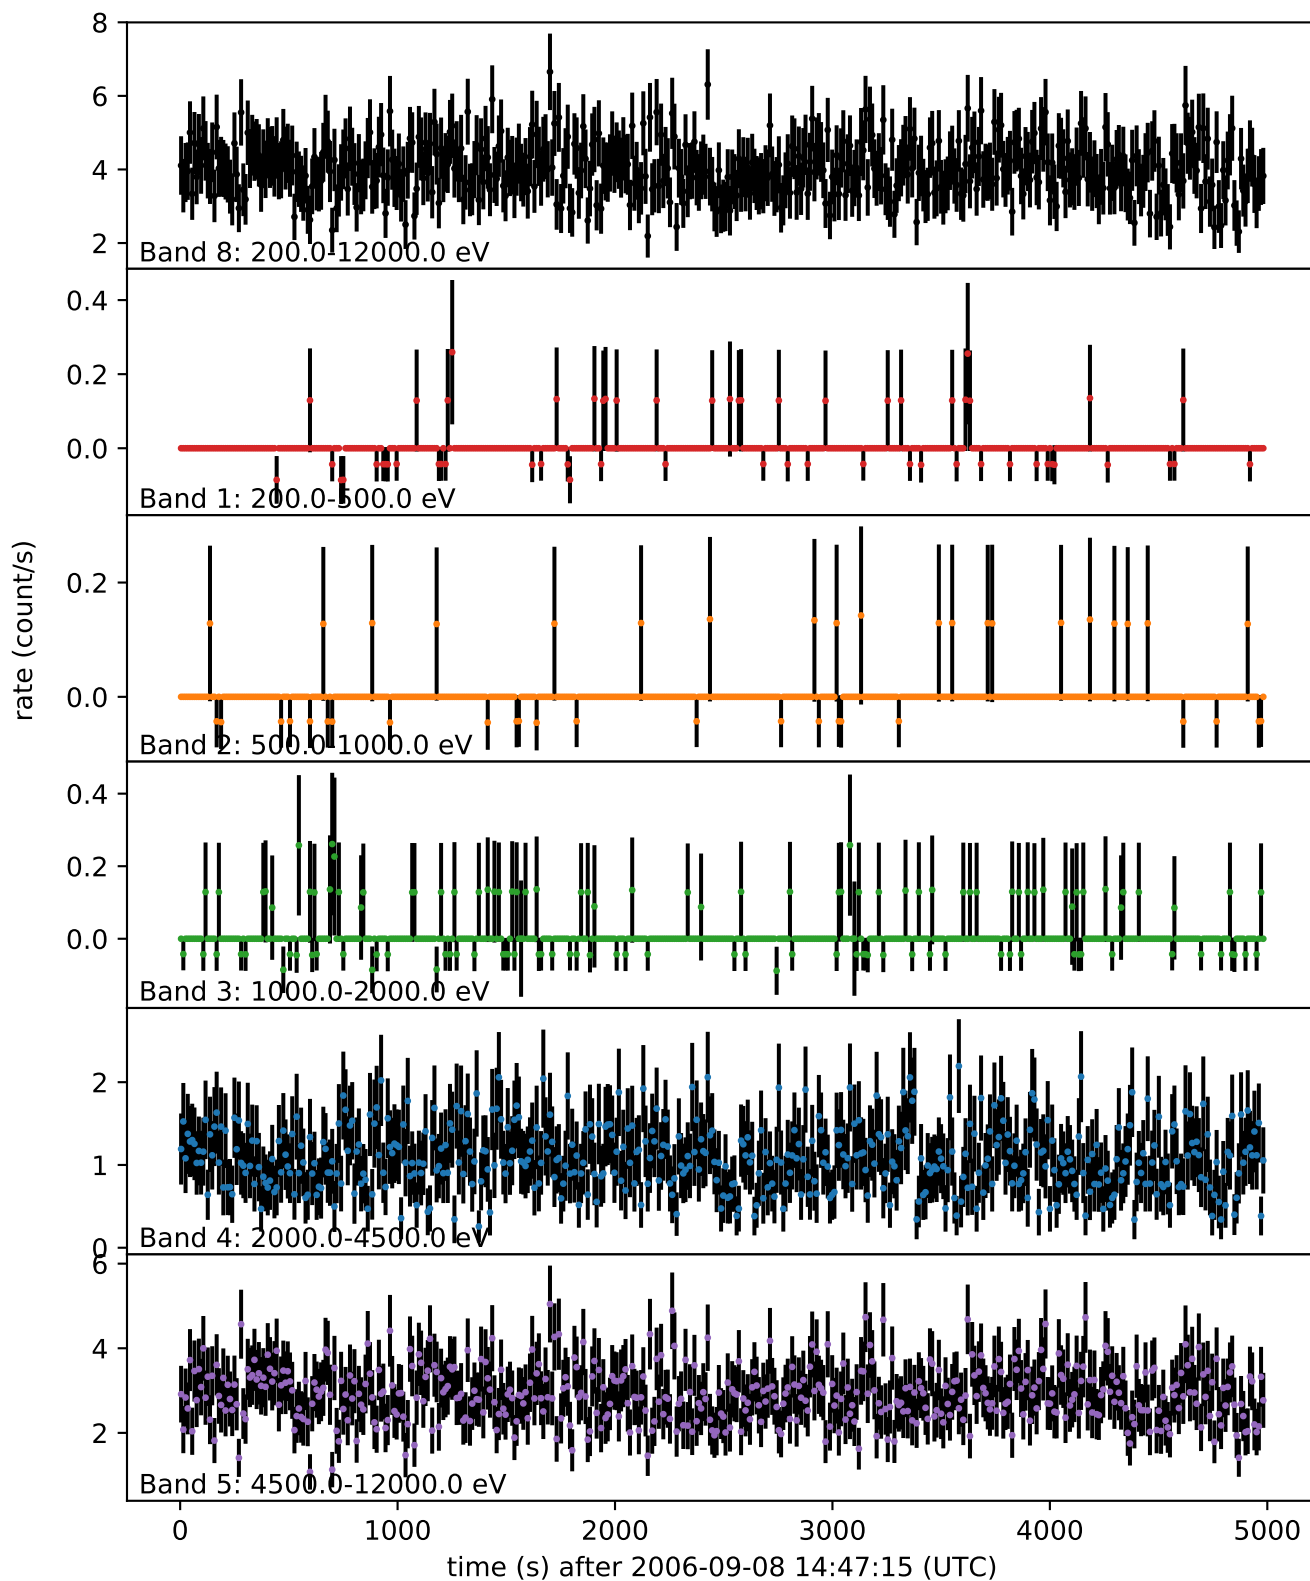 8
6
4
2
Band 8: 200.0-12000.0 eV
0.4
0.2
0.0
Band 1: 200.0-500.0 eV
0.2
0.0
Band 2: 500.0-1000.0 eV
rate (count/s)
0.4
0.2
0.0
Band 3: 1000.0-2000.0 eV
2
1
0
Band 4: 2000.0-4500.0 eV
6
4
2
Band 5: 4500.0-12000.0 eV
0 1000 2000 3000 4000 5000
time (s) after 2006-09-08 14:47:15 (UTC)